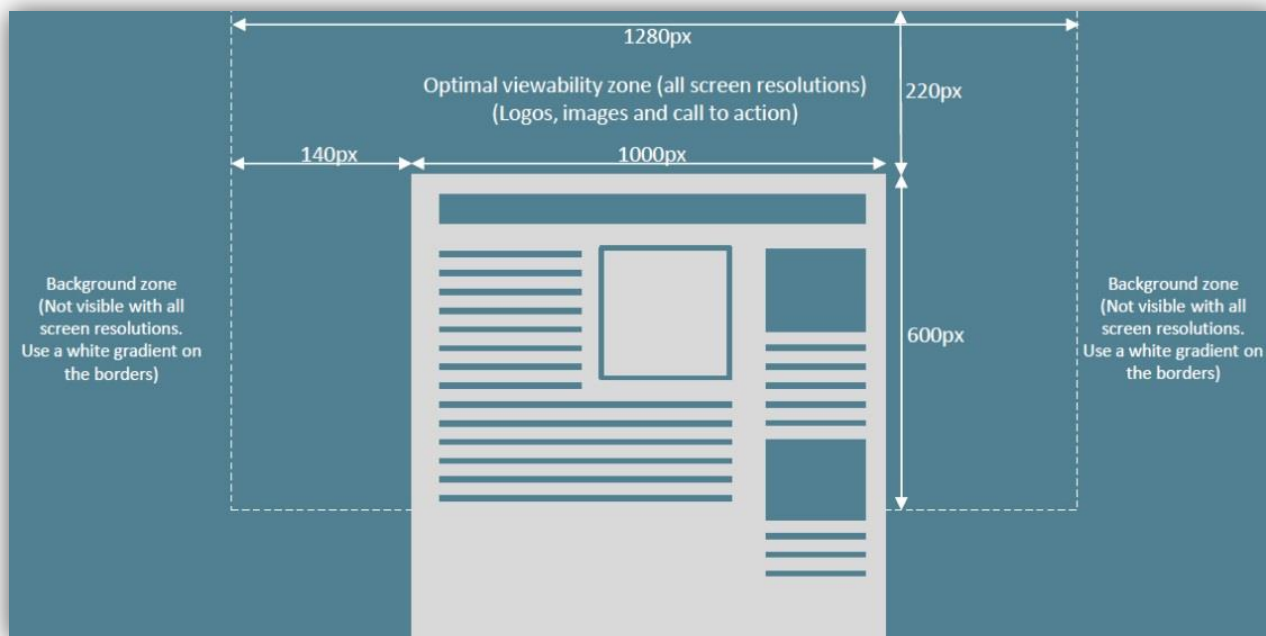 1280px
Optimal viewability zone (all screen resolutions)
(Logos, images and call to action)
220px
140px
1000px
Background zone
(Not visible with all
screen resolutions.
Use a white gradient on
the borders)
600px
Background zone
(Not visible with all
screen resolutions.
Use a white gradient on
the borders)